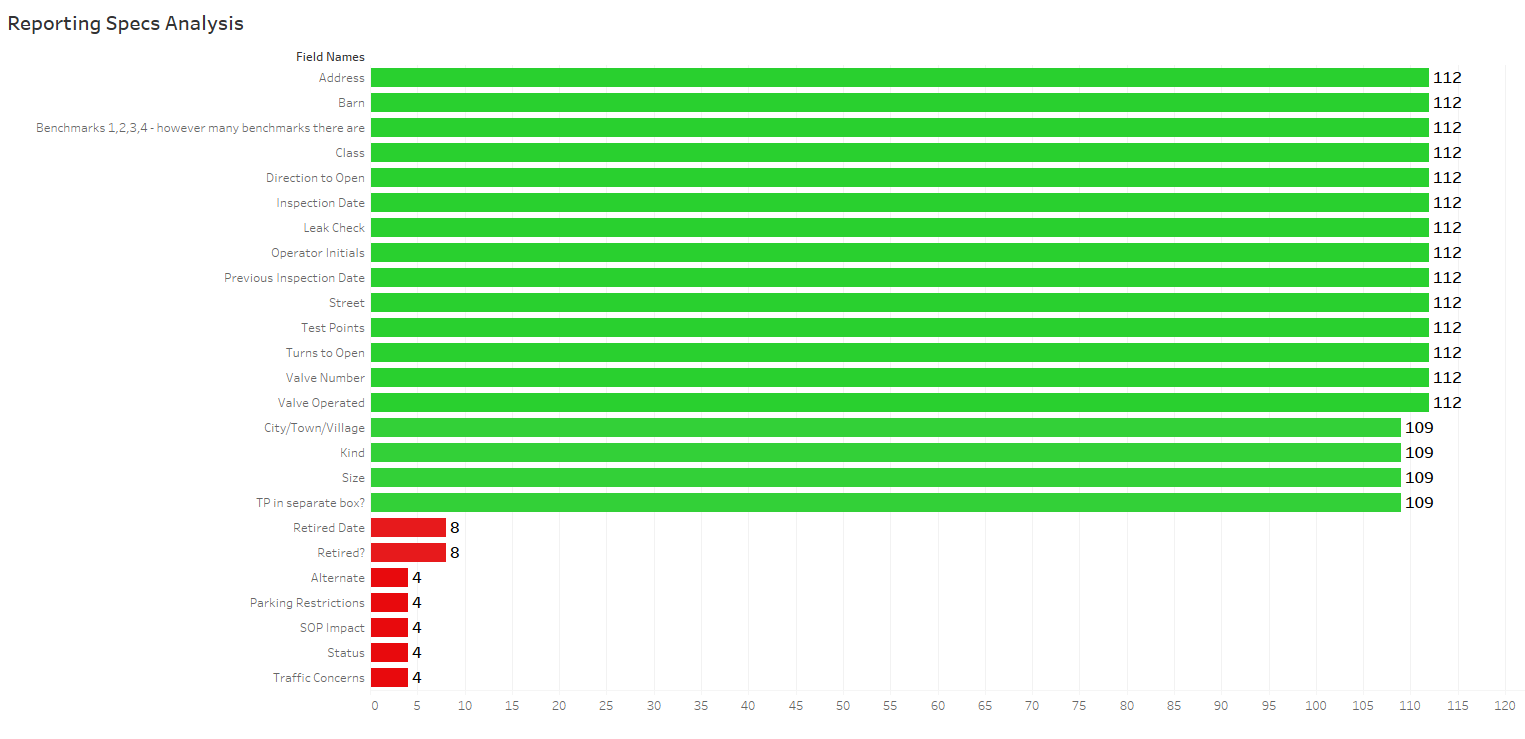 Reporting Specs Analysis
Field Names
Address 112
Barn 112
Benchmarks 1,2,3,4 - however many benchmarks there are 112
Class 112
Direction to Open 112
Inspection Date 112
Leak Check 112
Operator Initials 112
Previous Inspection Date 112
Street 112
Test Points 112
Turns to Open 112
Valve Number 112
Valve Operated 112
City/Town/Village 109
Kind 109
Size 109
TP in separate box? 109
Retired Date 8
Retired? 8
Alternate 4
Parking Restrictions 4
SOP Impact 4
Status 4
Traffic Concerns 4
0 5 10 15 20 25 30 35 40 45 50 55 60 65 70 75 80 85 90 95 100 105 110 115 120